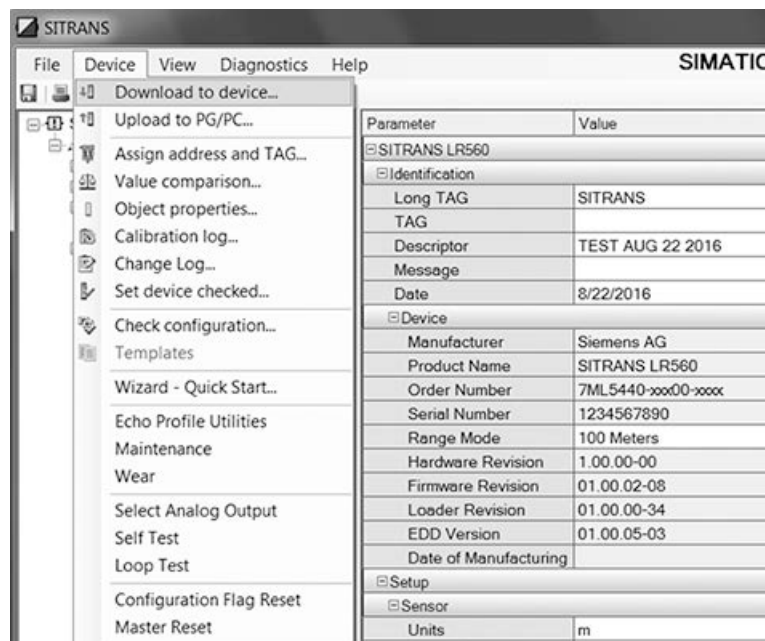 SITRANS
File Device View Diagnostics Help
SIMATIC
Download to device...
Upload to PG/PC...
Assign address and TAG...
Value comparison...
Object properties...
Calibration log...
Change Log...
Set device checked...
Check configuration...
Templates
Wizard - Quick Start...
Echo Profile Utilities
Maintenance
Wear
Select Analog Output
Self Test
Loop Test
Configuration Flag Reset
Master Reset
Parameter Value
SITRANS LR560
Identification
Long TAG SITRANS
TAG
Descriptor TEST AUG 22 2016
Message
Date 8/22/2016
Device
Manufacturer Siemens AG
Product Name SITRANS LR560
Order Number 7ML5440-xxx00-xxxx
Serial Number 1234567890
Range Mode 100 Meters
Hardware Revision 1.00.00-00
Firmware Revision 01.00.02-08
Loader Revision 01.00.00-34
EDD Version 01.00.05-03
Date of Manufacturing
Setup
Sensor
Units m